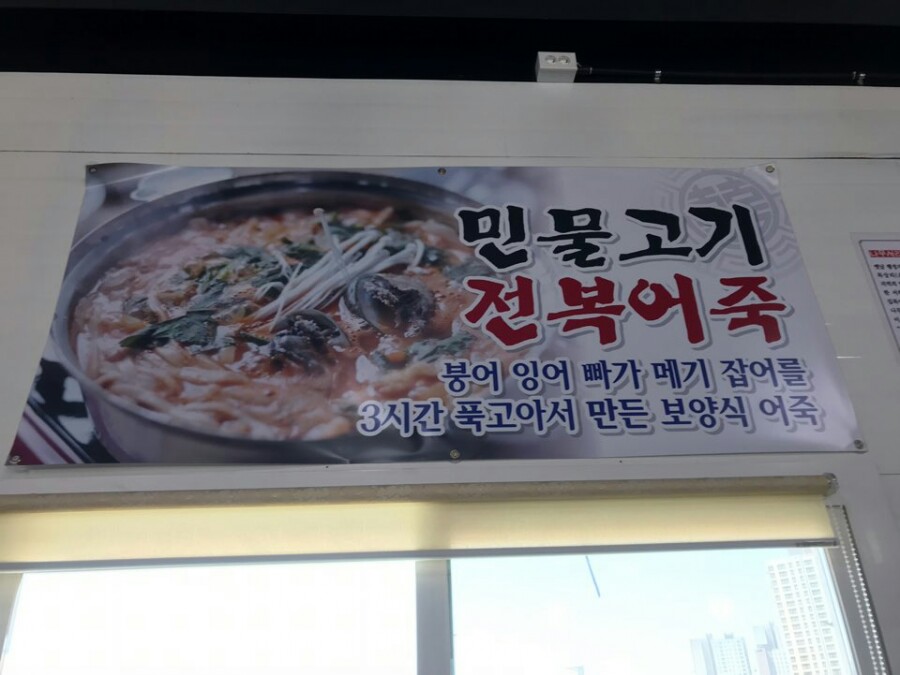 민물고기
전복어죽
붕어 잉어 빠가 메기 잡어를
3시간 푹고아서 만든 보양식 어죽